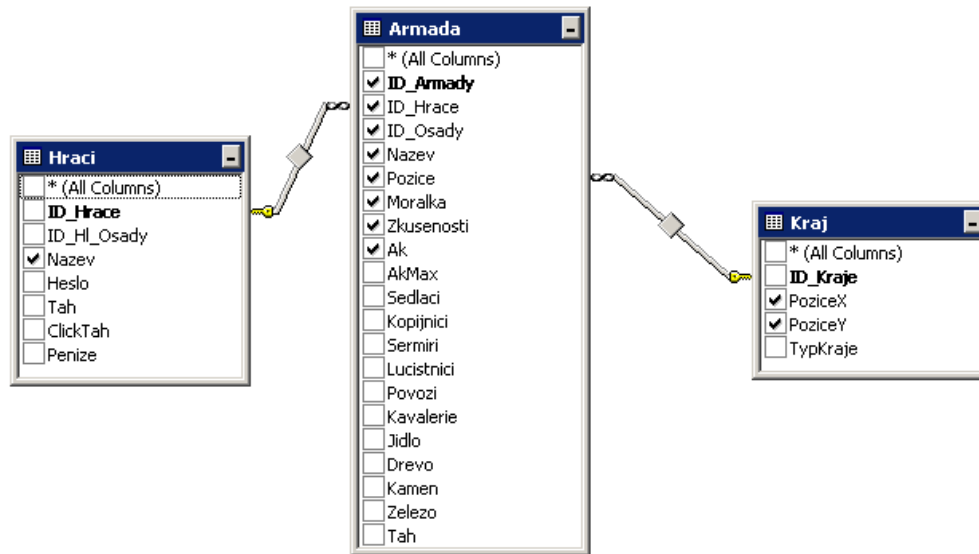 Hraci
* (All Columns)
ID_Hrace
ID_Hl_Osady
Nazev
Heslo
Tah
ClickTah
Penize
Armada
* (All Columns)
ID_Armady
ID_Hrace
ID_Osady
Nazev
Pozice
Moralka
Zkusenosti
Ak
AkMax
Sedlaci
Kopijnici
Sermiri
Lucistnici
Povozi
Kavalerie
Jidlo
Drevo
Kamen
Zelezo
Tah
Kraj
* (All Columns)
ID_Kraje
PoziceX
PoziceY
TypKraje